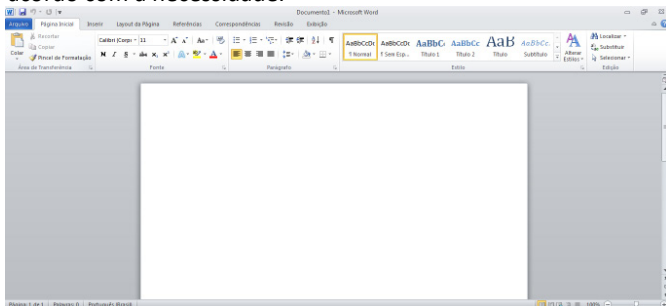 acordo com a necessidade.
Documento1 - Microsoft Word
Arquivo Página Inicial Inserir Layout da Página Referências Correspondências Revisão Exibição
Recortar
Copiar
Pincel de Formatação
Colar
Área de Transferência
Calibri (Corpo 11
N I S abc x₂ x²
Fonte
Parágrafo
AaBbCcDc AaBbCcDc AaBbC AaBbCc AaB AaBbCc.
¶ Normal ¶ Sem Esp... Título 1 Título 2 Título Subtítulo
Alterar Estilos
Estilo
Localizar
Substituir
Selecionar
Edição
Página: 1 de 1 Palavras: 0 Português (Brasil) 100%